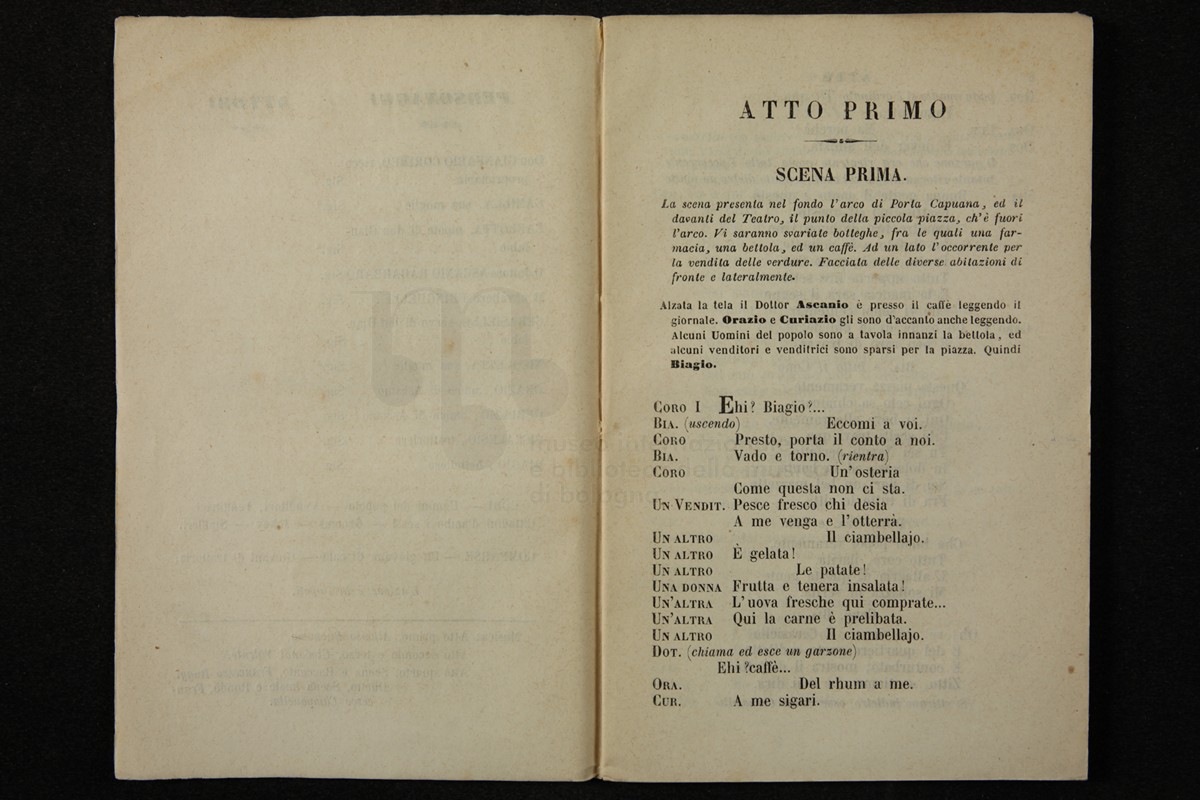 ATTO PRIMO
SCENA PRIMA.
La scena presenta nel fondo l'arco di Porta Capuana, ed il
davanti del Teatro, il punto della piccola piazza, ch'è fuori
l'arco. Vi saranno svariate botteghe, fra le quali una far-
macia, una bettola, ed un caffè. Ad un lato l'occorrente per
la vendita delle verdure. Facciata delle diverse abitazioni di
fronte e lateralmente.
Alzata la tela il Dottor Ascanio è presso il caffè leggendo il
giornale. Orazio e Curiazio gli sono d'accanto anche leggendo.
Alcuni Uomini del popolo sono a tavola innanzi la bettola, ed
alcuni venditori e venditrici sono sparsi per la piazza. Quindi
Biagio.
CORO I Ehi? Biagio?...
BIA. (uscendo) Eccomi a voi.
CORO Presto, porta il conto a noi.
BIA. Vado e torno. (rientra)
CORO Un'osteria
Come questa non ci sta.
UN VENDIT. Pesce fresco chi desia
A me venga e l'otterrà.
UN ALTRO Il ciambellajo.
UN ALTRO È gelata!
UN ALTRO Le patate!
UNA DONNA Frutta e tenera insalata!
UN'ALTRA L'uova fresche qui comprate...
UN'ALTRA Qui la carne è prelibata.
UN ALTRO Il ciambellajo.
DOT. (chiama ed esce un garzone)
Ehi ?caffè...
ORA. Del rhum a me.
CUR. A me sigari.
museo internazio
e biblioteca della musica
di bologna